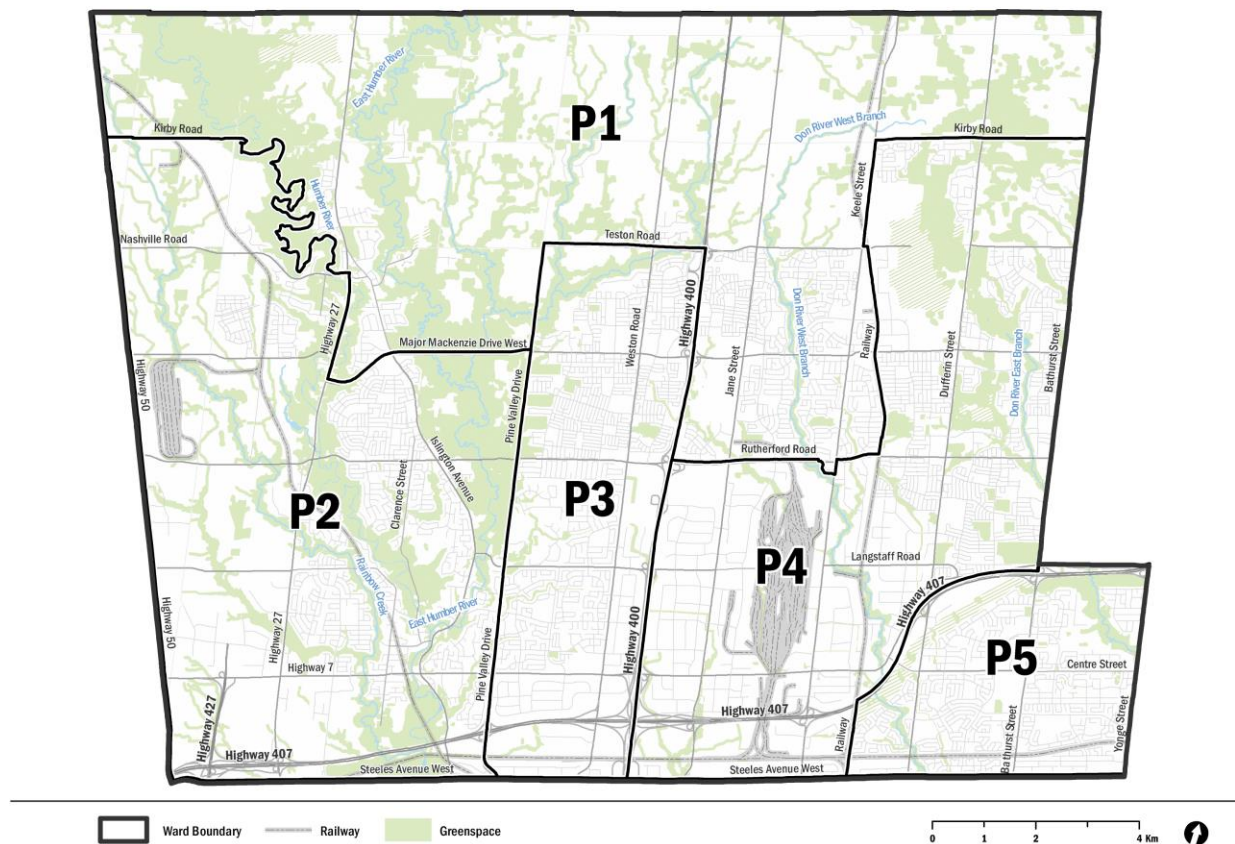 East Humber River
P1
Don River West Branch
Kirby Road
Kirby Road
Humber River
Keele Street
Nashville Road
Teston Road
Highway 27
Highway 400
Weston Road
Jane Street
Don River West Branch
Railway
Dufferin Street
Don River East Branch
Bathurst Street
Major Mackenzie Drive West
Highway 50
Pine Valley Drive
Islington Avenue
Clarence Street
Rutherford Road
P2
P3
P4
Langstaff Road
Rainbow Creek
East Humber River
Highway 407
Highway 50
Highway 27
Highway 400
P5
Highway 7
Pine Valley Drive
Centre Street
Highway 427
Highway 407
Highway 407
Railway
Bathurst Street
Yonge Street
Steeles Avenue West
Steeles Avenue West
Ward Boundary
Railway
Greenspace
0 1 2 4 Km